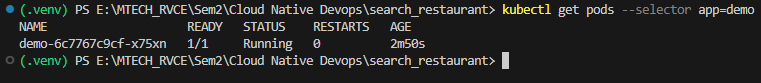 (.venv) PS E:\MTECH_RVCE\Sem2\Cloud Native Devops\search_restaurant> kubectl get pods --selector app=demo
NAME                    READY   STATUS    RESTARTS   AGE
demo-6c7767c9cf-x75xn   1/1     Running   0          2m50s
(.venv) PS E:\MTECH_RVCE\Sem2\Cloud Native Devops\search_restaurant>